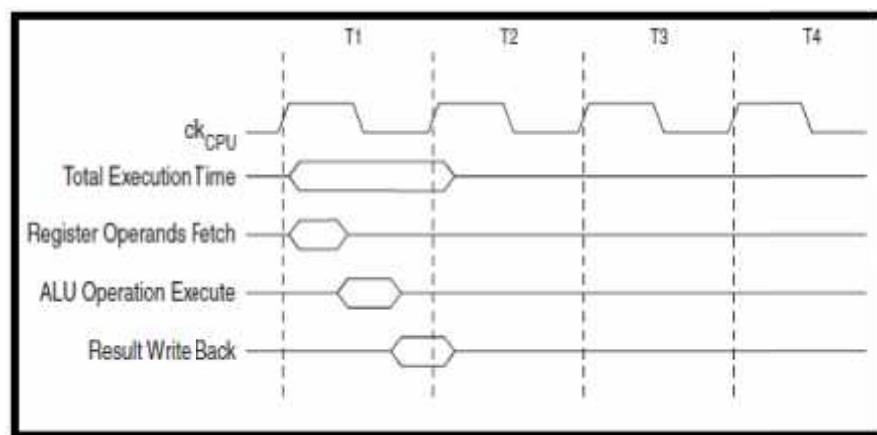 T1 T2 T3 T4
ckCPU
Total Execution Time
Register Operands Fetch
ALU Operation Execute
Result Write Back